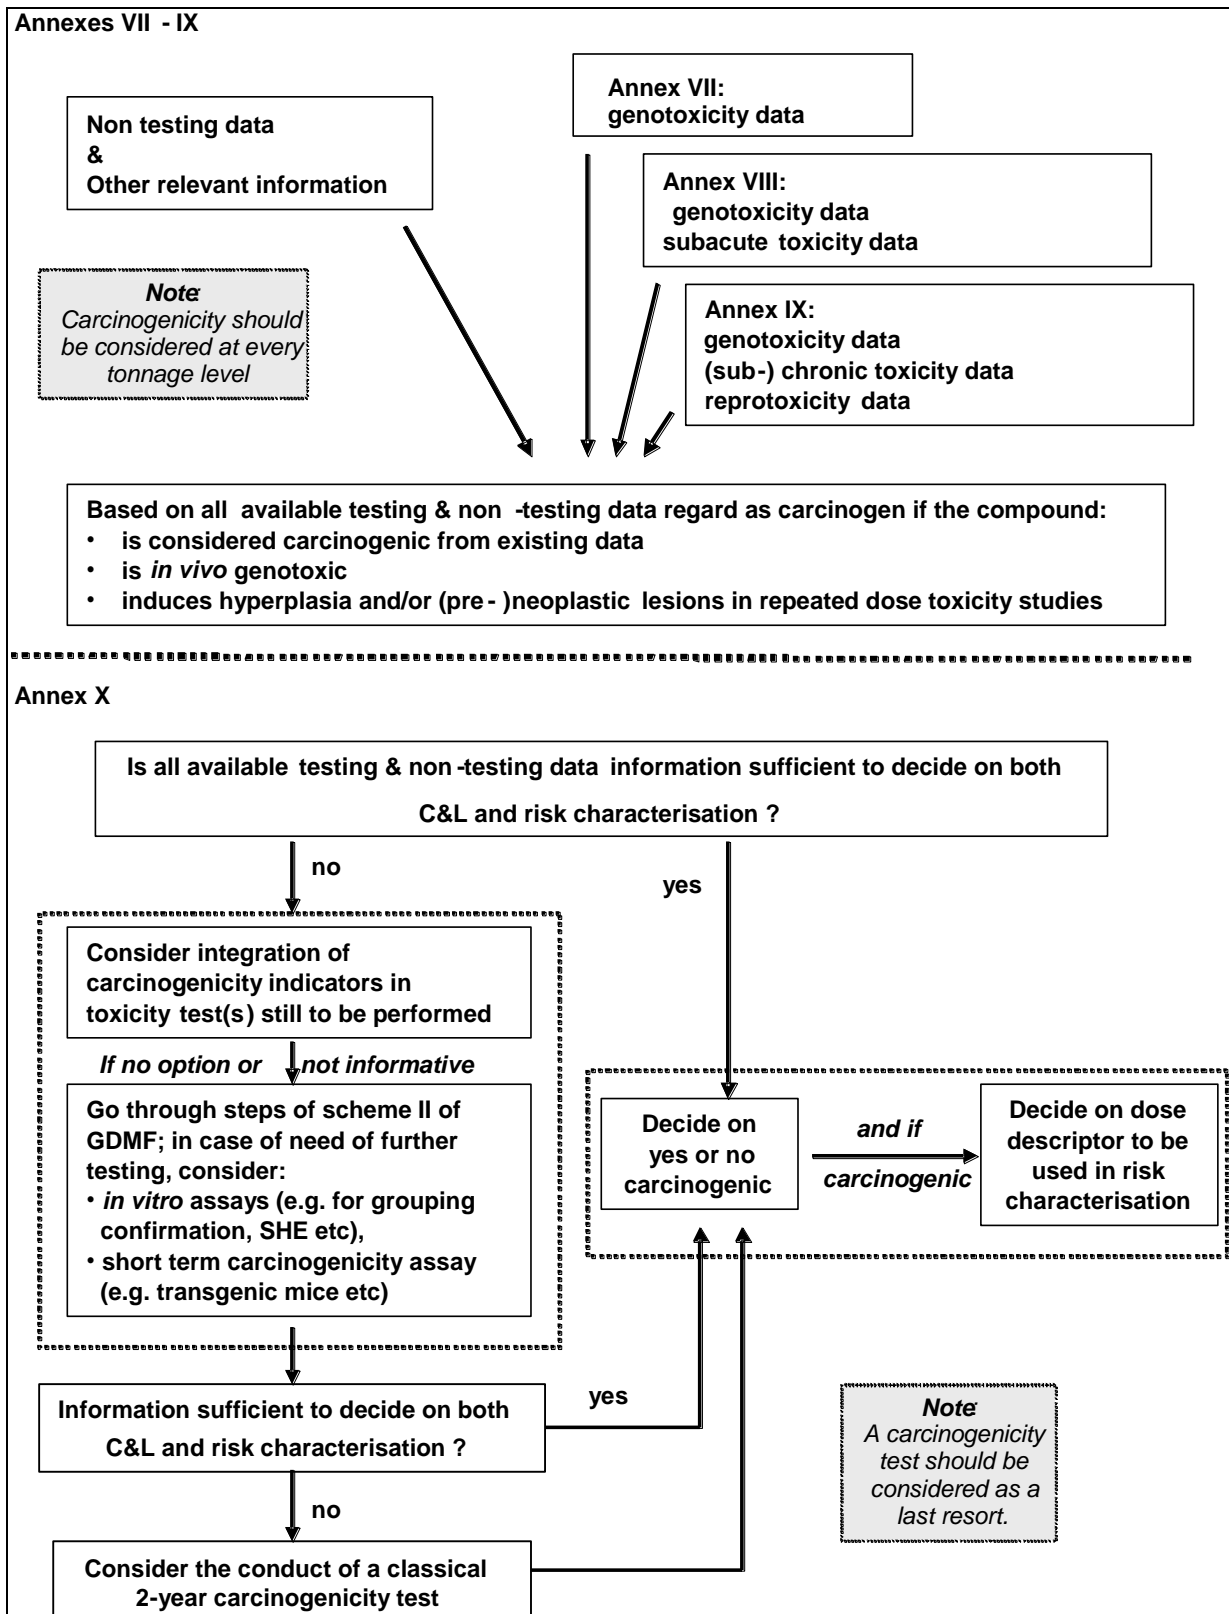 Annexes VII - IX
Non testing data
&
Other relevant information
Annex VII:
genotoxicity data
Annex VIII:
genotoxicity data
subacute toxicity data
Annex IX:
genotoxicity data
(sub-) chronic toxicity data
reprotoxicity data
Note:
Carcinogenicity should
be considered at every
tonnage level
Based on all available testing & non -testing data regard as carcinogen if the compound:
• is considered carcinogenic from existing data
• is in vivo genotoxic
• induces hyperplasia and/or (pre- )neoplastic lesions in repeated dose toxicity studies
Annex X
Is all available testing & non -testing data information sufficient to decide on both
C&L and risk characterisation ?
no
yes
Consider integration of
carcinogenicity indicators in
toxicity test(s) still to be performed
If no option or not informative
Go through steps of scheme II of
GDMF; in case of need of further
testing, consider:
• in vitro assays (e.g. for grouping
confirmation, SHE etc),
• short term carcinogenicity assay
(e.g. transgenic mice etc)
Decide on
yes or no
carcinogenic
and if
carcinogenic
Decide on dose
descriptor to be
used in risk
characterisation
Information sufficient to decide on both
C&L and risk characterisation ?
yes
no
Consider the conduct of a classical
2-year carcinogenicity test
Note:
A carcinogenicity
test should be
considered as a
last resort.